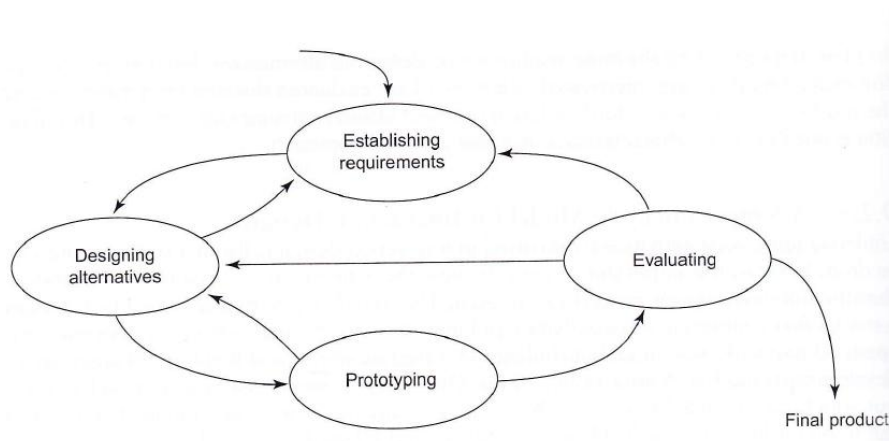 Establishing
requirements
Designing
alternatives
Evaluating
Prototyping
Final product